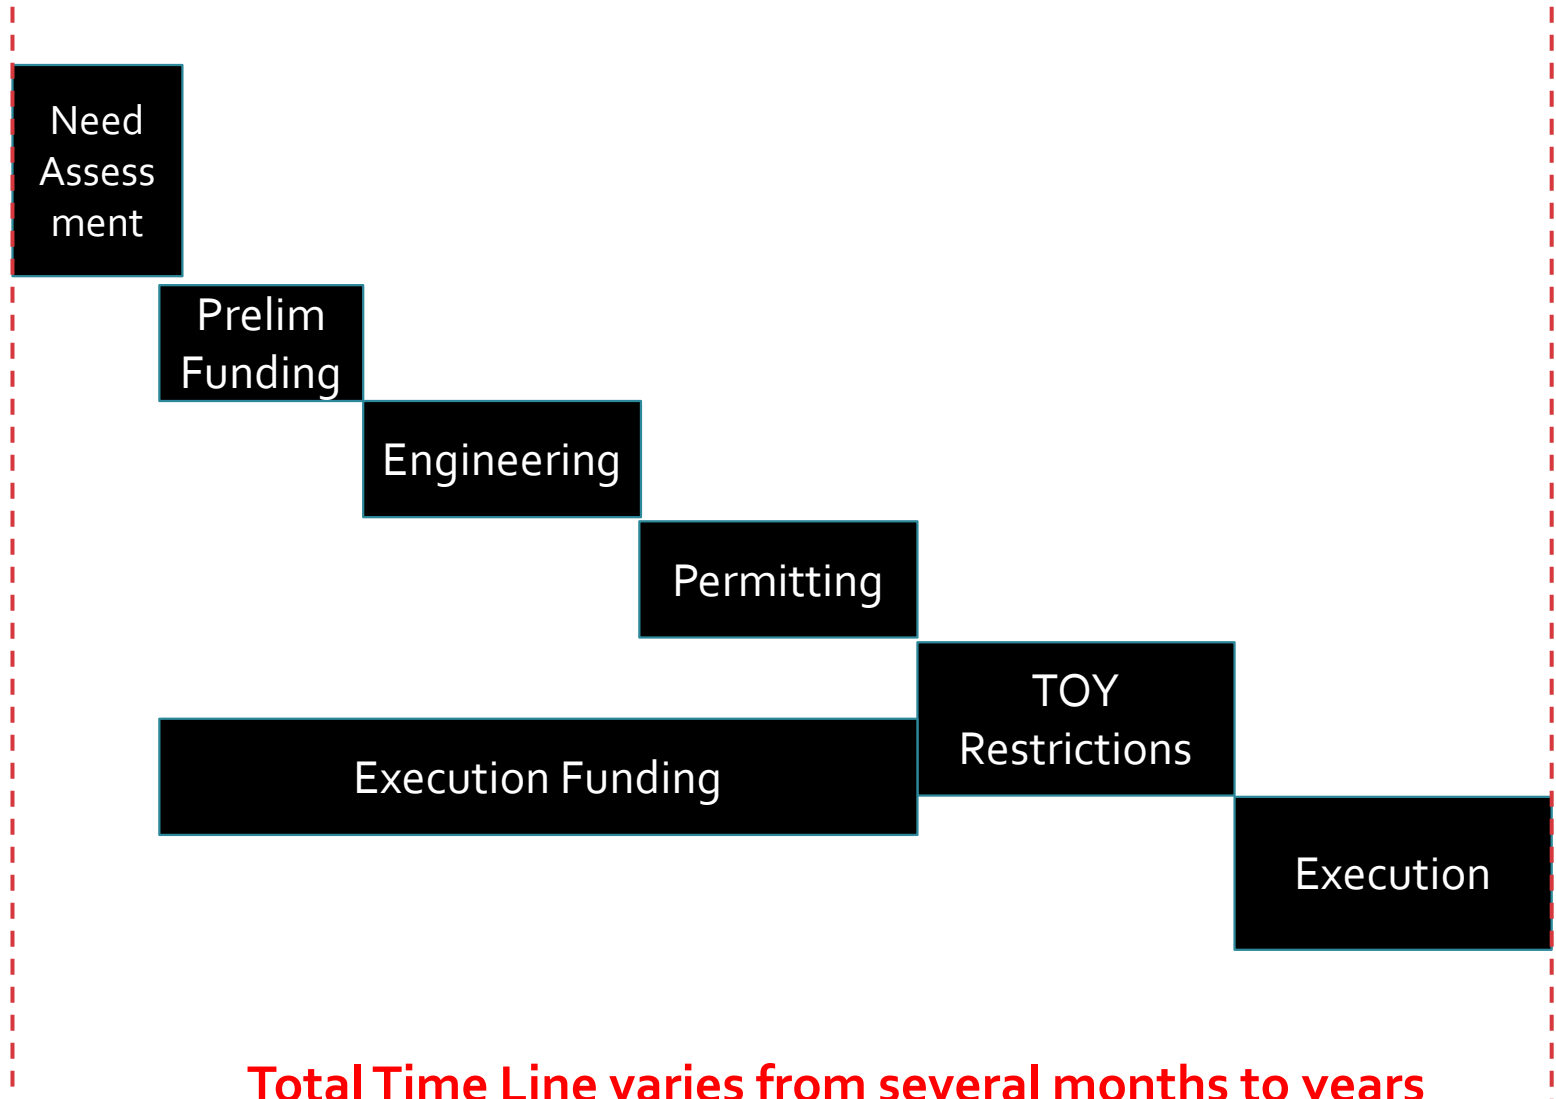 Need
Assess
ment
Prelim
Funding
Engineering
Permitting
TOY
Restrictions
Execution Funding
Execution
Total Time Line varies from several months to years